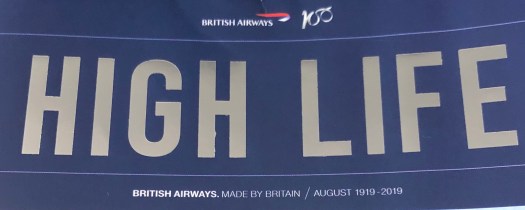 BRITISH AIRWAYS 100
HIGH LIFE
BRITISH AIRWAYS. MADE BY BRITAIN / AUGUST 1919-2019